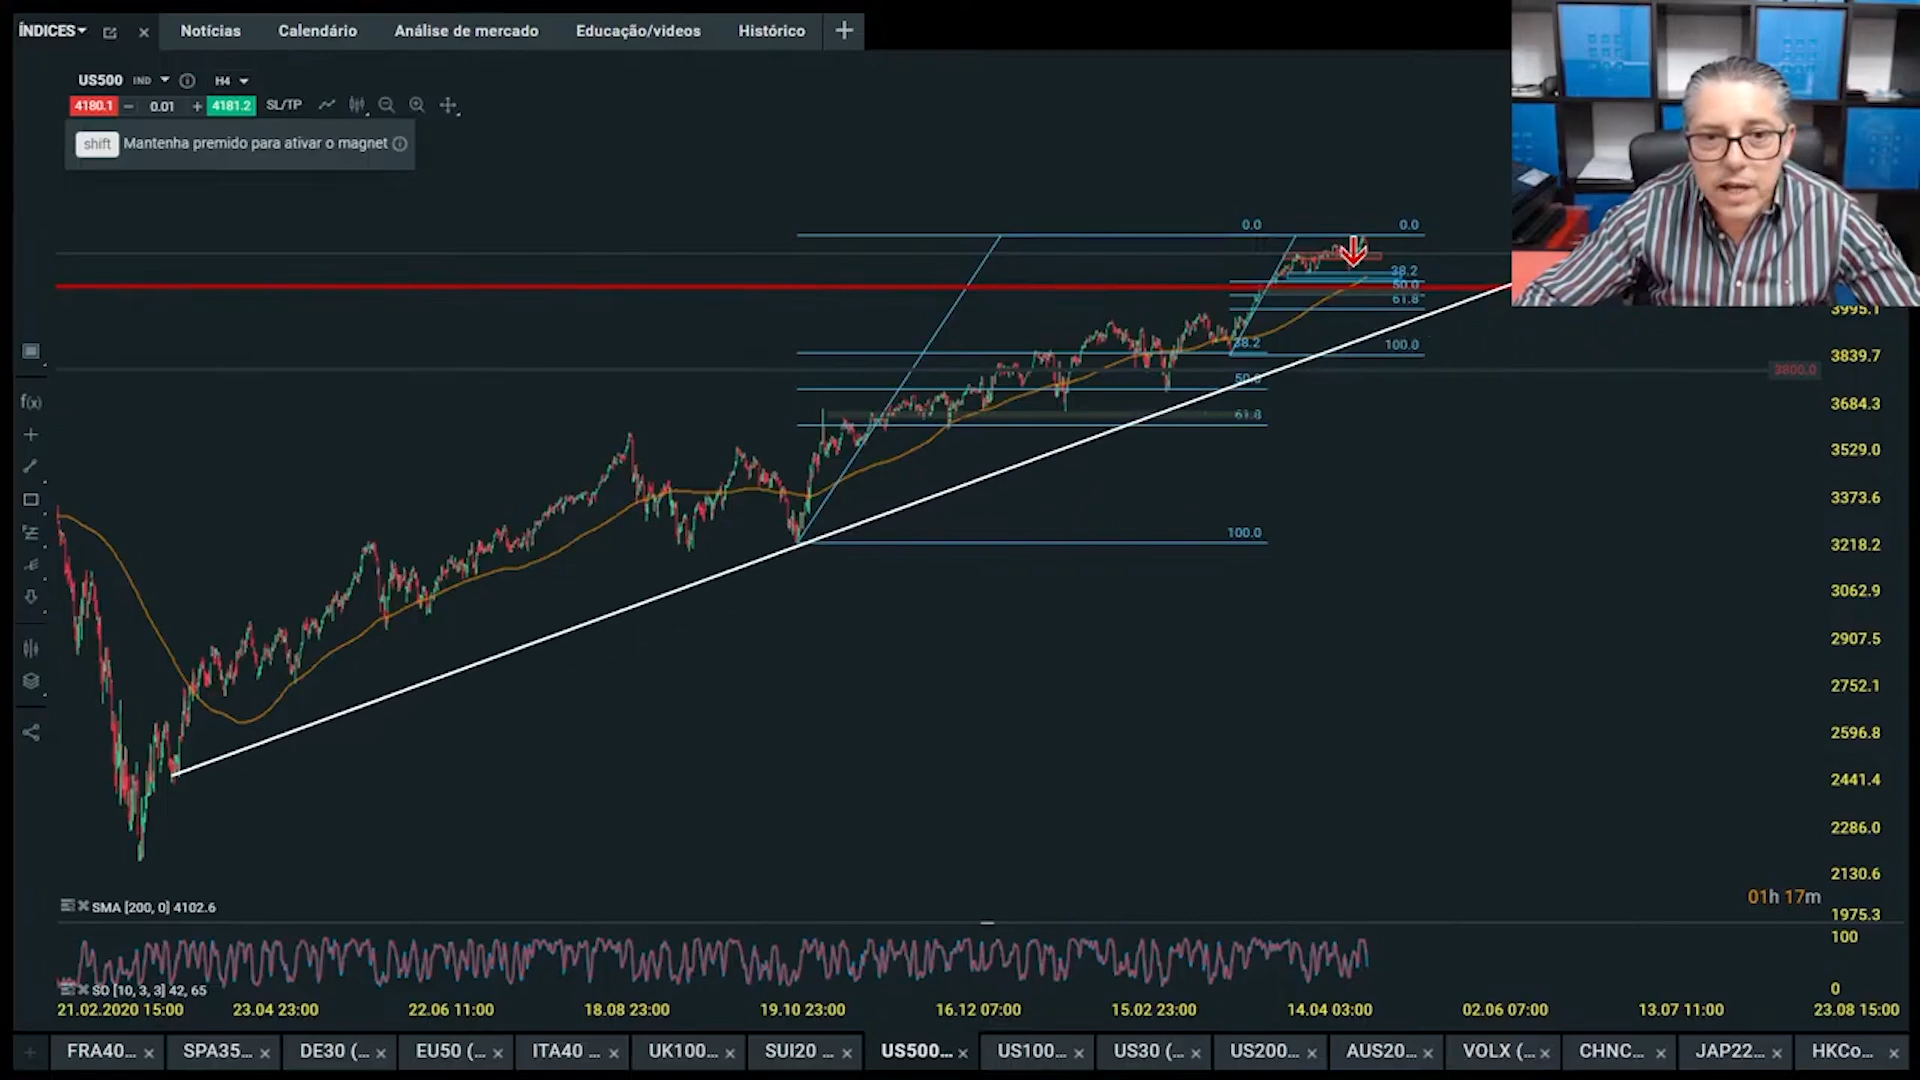 ÍNDICES
Notícias
Calendário
Análise de mercado
Educação/videos
Histórico
US500 IND H4
4180.1 − 0.01 + 4181.2 SL/TP
shift Mantenha premido para ativar o magnet
0.0
0.0
38.2
50.0
61.8
100.0
38.2
50.0
61.8
100.0
f(x)
3995.1
3839.7
3800.0
3684.3
3529.0
3373.6
3218.2
3062.9
2907.5
2752.1
2596.8
2441.4
2286.0
2130.6
01h 17m
1975.3
SMA [200, 0] 4102.6
100
SO [10, 3, 3] 42, 65
0
21.02.2020 15:00
23.04 23:00
22.06 11:00
18.08 23:00
19.10 23:00
16.12 07:00
15.02 23:00
14.04 03:00
02.06 07:00
13.07 11:00
23.08 15:00
FRA40...
SPA35...
DE30 (...
EU50 (...
ITA40 ...
UK100...
SUI20 ...
US500...
US100...
US30 (...
US200...
AUS20...
VOLX (...
CHNC...
JAP22...
HKCo...